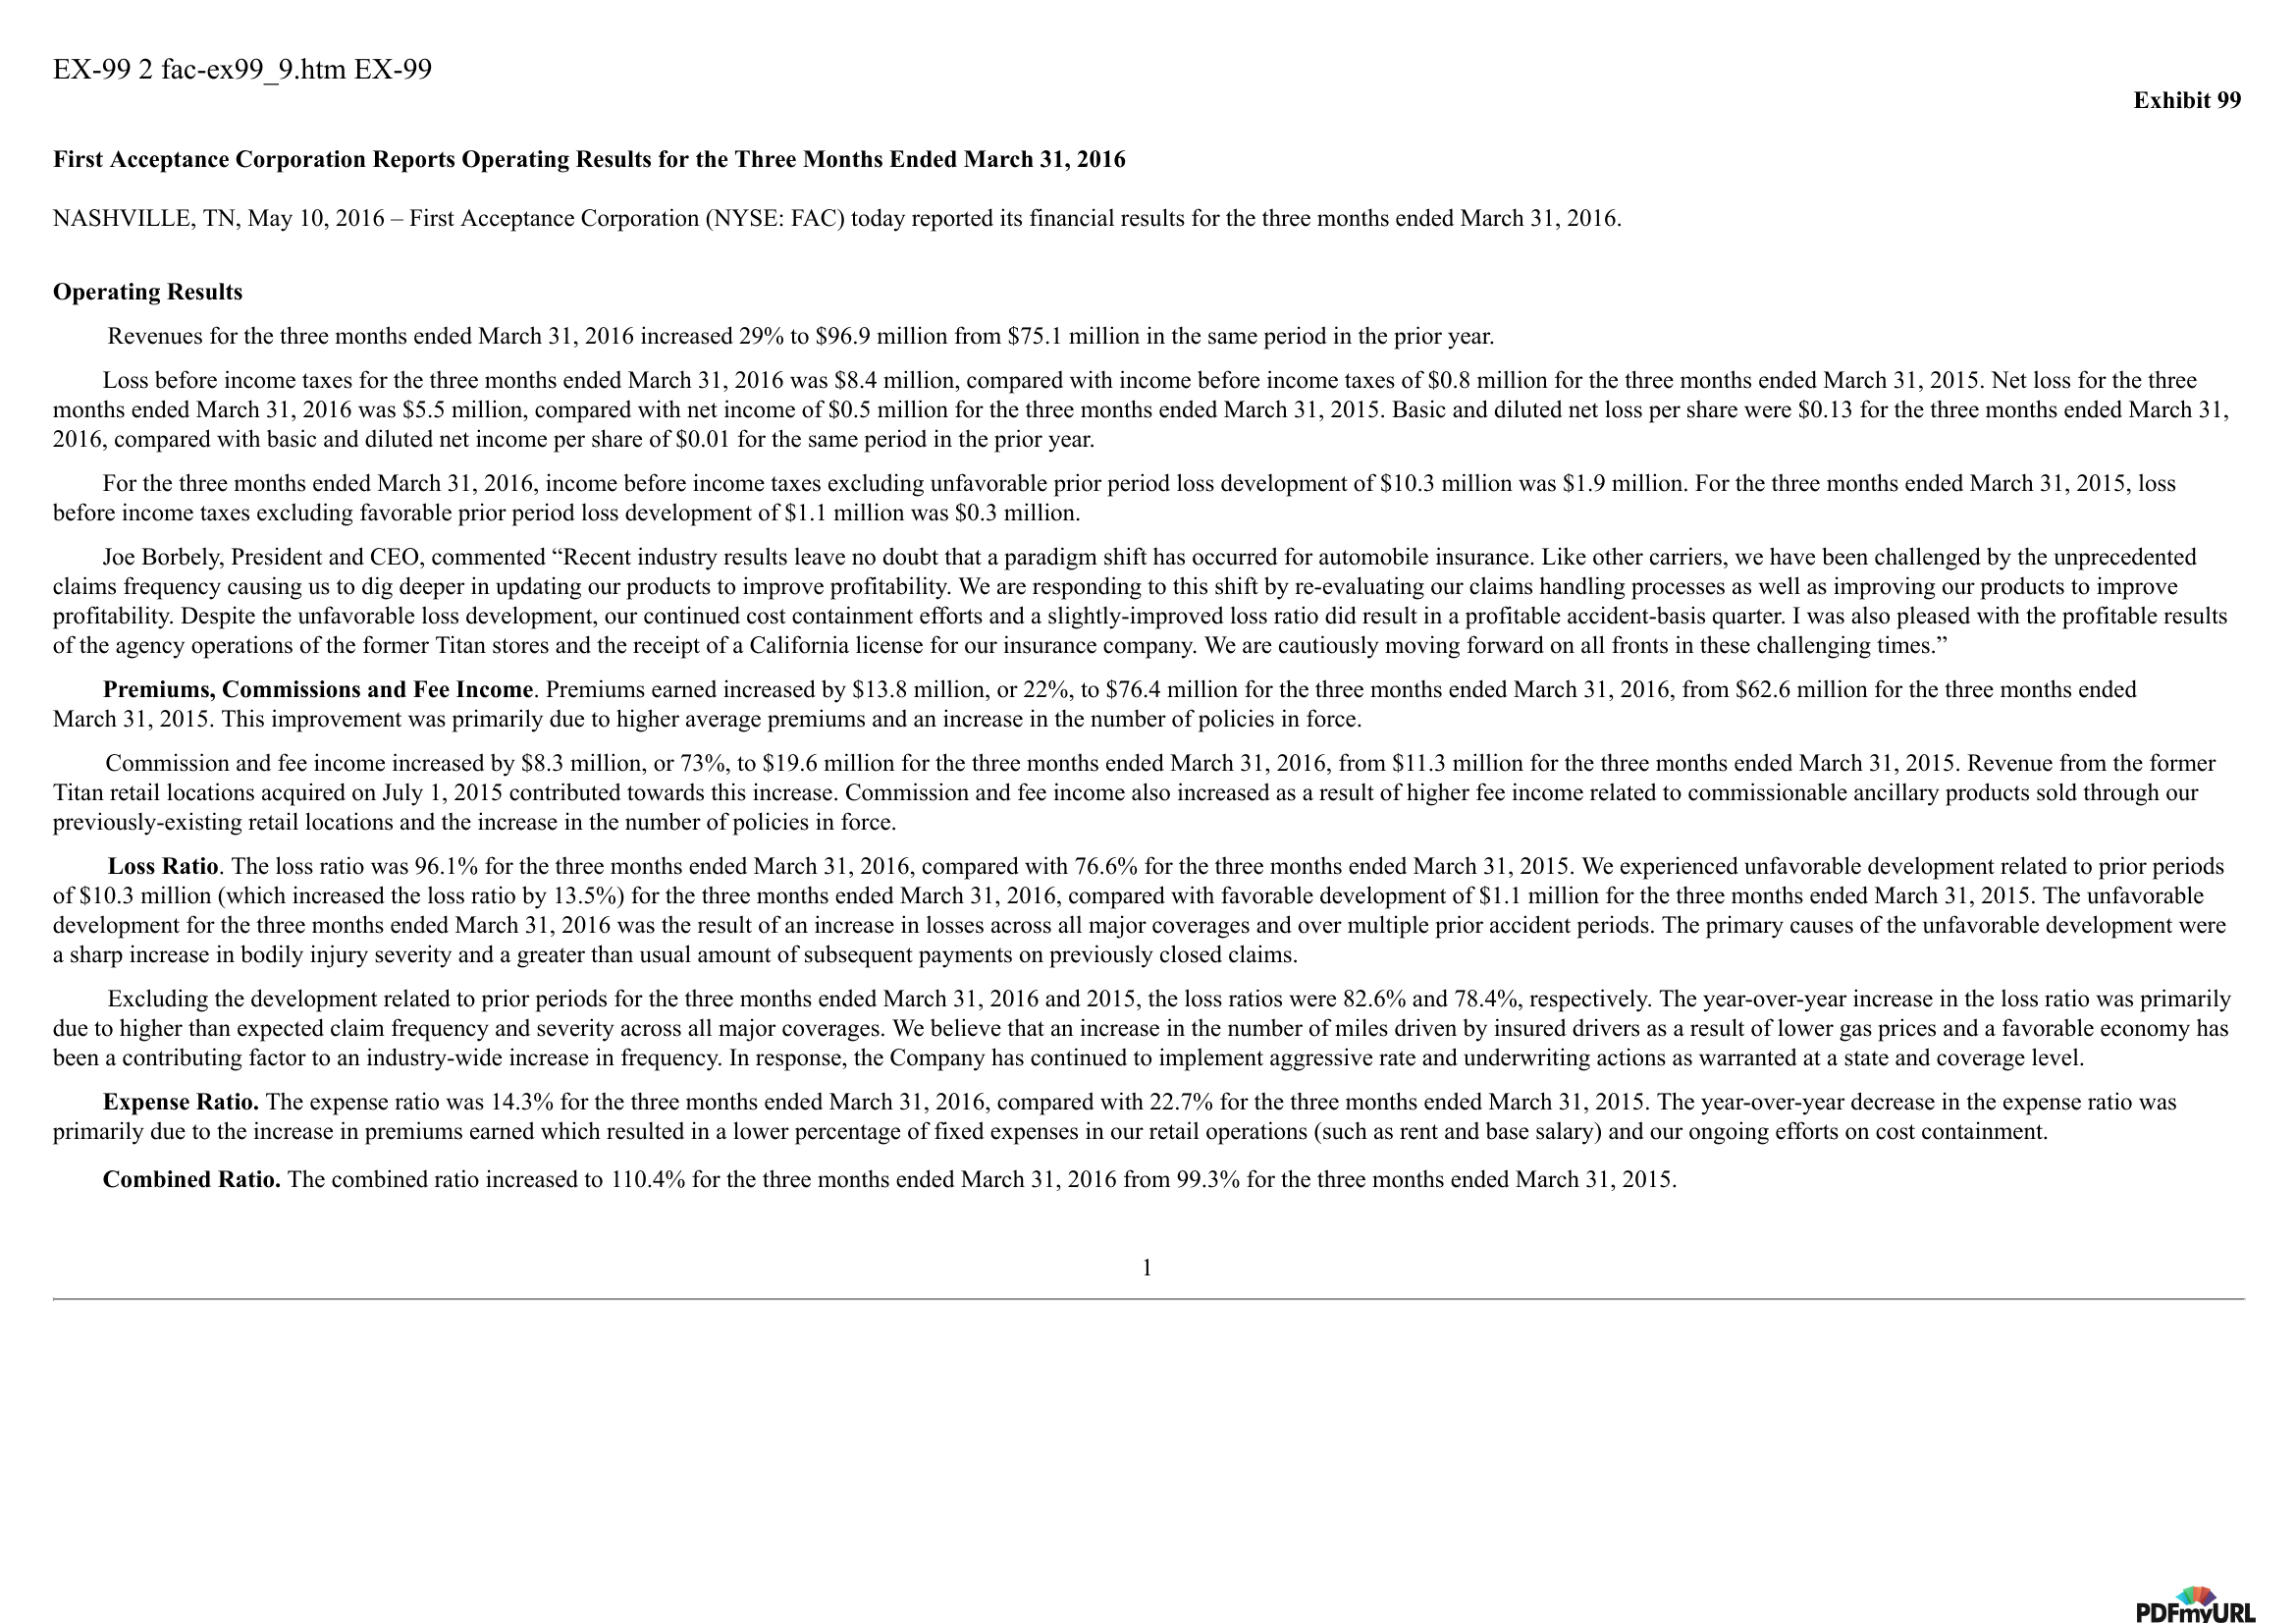 EX-99 2 fac-ex99_9.htm EX-99
Exhibit 99
First Acceptance Corporation Reports Operating Results for the Three Months Ended March 31, 2016
NASHVILLE, TN, May 10, 2016 – First Acceptance Corporation (NYSE: FAC) today reported its financial results for the three months ended March 31, 2016.
Operating Results
Revenues for the three months ended March 31, 2016 increased 29% to $96.9 million from $75.1 million in the same period in the prior year.
Loss before income taxes for the three months ended March 31, 2016 was $8.4 million, compared with income before income taxes of $0.8 million for the three months ended March 31, 2015. Net loss for the three
months ended March 31, 2016 was $5.5 million, compared with net income of $0.5 million for the three months ended March 31, 2015. Basic and diluted net loss per share were $0.13 for the three months ended March 31,
2016, compared with basic and diluted net income per share of $0.01 for the same period in the prior year.
For the three months ended March 31, 2016, income before income taxes excluding unfavorable prior period loss development of $10.3 million was $1.9 million. For the three months ended March 31, 2015, loss
before income taxes excluding favorable prior period loss development of $1.1 million was $0.3 million.
Joe Borbely, President and CEO, commented “Recent industry results leave no doubt that a paradigm shift has occurred for automobile insurance. Like other carriers, we have been challenged by the unprecedented
claims frequency causing us to dig deeper in updating our products to improve profitability. We are responding to this shift by re-evaluating our claims handling processes as well as improving our products to improve
profitability. Despite the unfavorable loss development, our continued cost containment efforts and a slightly-improved loss ratio did result in a profitable accident-basis quarter. I was also pleased with the profitable results
of the agency operations of the former Titan stores and the receipt of a California license for our insurance company. We are cautiously moving forward on all fronts in these challenging times.”
Premiums, Commissions and Fee Income. Premiums earned increased by $13.8 million, or 22%, to $76.4 million for the three months ended March 31, 2016, from $62.6 million for the three months ended
March 31, 2015. This improvement was primarily due to higher average premiums and an increase in the number of policies in force.
Commission and fee income increased by $8.3 million, or 73%, to $19.6 million for the three months ended March 31, 2016, from $11.3 million for the three months ended March 31, 2015. Revenue from the former
Titan retail locations acquired on July 1, 2015 contributed towards this increase. Commission and fee income also increased as a result of higher fee income related to commissionable ancillary products sold through our
previously-existing retail locations and the increase in the number of policies in force.
Loss Ratio. The loss ratio was 96.1% for the three months ended March 31, 2016, compared with 76.6% for the three months ended March 31, 2015. We experienced unfavorable development related to prior periods
of $10.3 million (which increased the loss ratio by 13.5%) for the three months ended March 31, 2016, compared with favorable development of $1.1 million for the three months ended March 31, 2015. The unfavorable
development for the three months ended March 31, 2016 was the result of an increase in losses across all major coverages and over multiple prior accident periods. The primary causes of the unfavorable development were
a sharp increase in bodily injury severity and a greater than usual amount of subsequent payments on previously closed claims.
Excluding the development related to prior periods for the three months ended March 31, 2016 and 2015, the loss ratios were 82.6% and 78.4%, respectively. The year-over-year increase in the loss ratio was primarily
due to higher than expected claim frequency and severity across all major coverages. We believe that an increase in the number of miles driven by insured drivers as a result of lower gas prices and a favorable economy has
been a contributing factor to an industry-wide increase in frequency. In response, the Company has continued to implement aggressive rate and underwriting actions as warranted at a state and coverage level.
Expense Ratio. The expense ratio was 14.3% for the three months ended March 31, 2016, compared with 22.7% for the three months ended March 31, 2015. The year-over-year decrease in the expense ratio was
primarily due to the increase in premiums earned which resulted in a lower percentage of fixed expenses in our retail operations (such as rent and base salary) and our ongoing efforts on cost containment.
Combined Ratio. The combined ratio increased to 110.4% for the three months ended March 31, 2016 from 99.3% for the three months ended March 31, 2015.
1
PDFmyURL